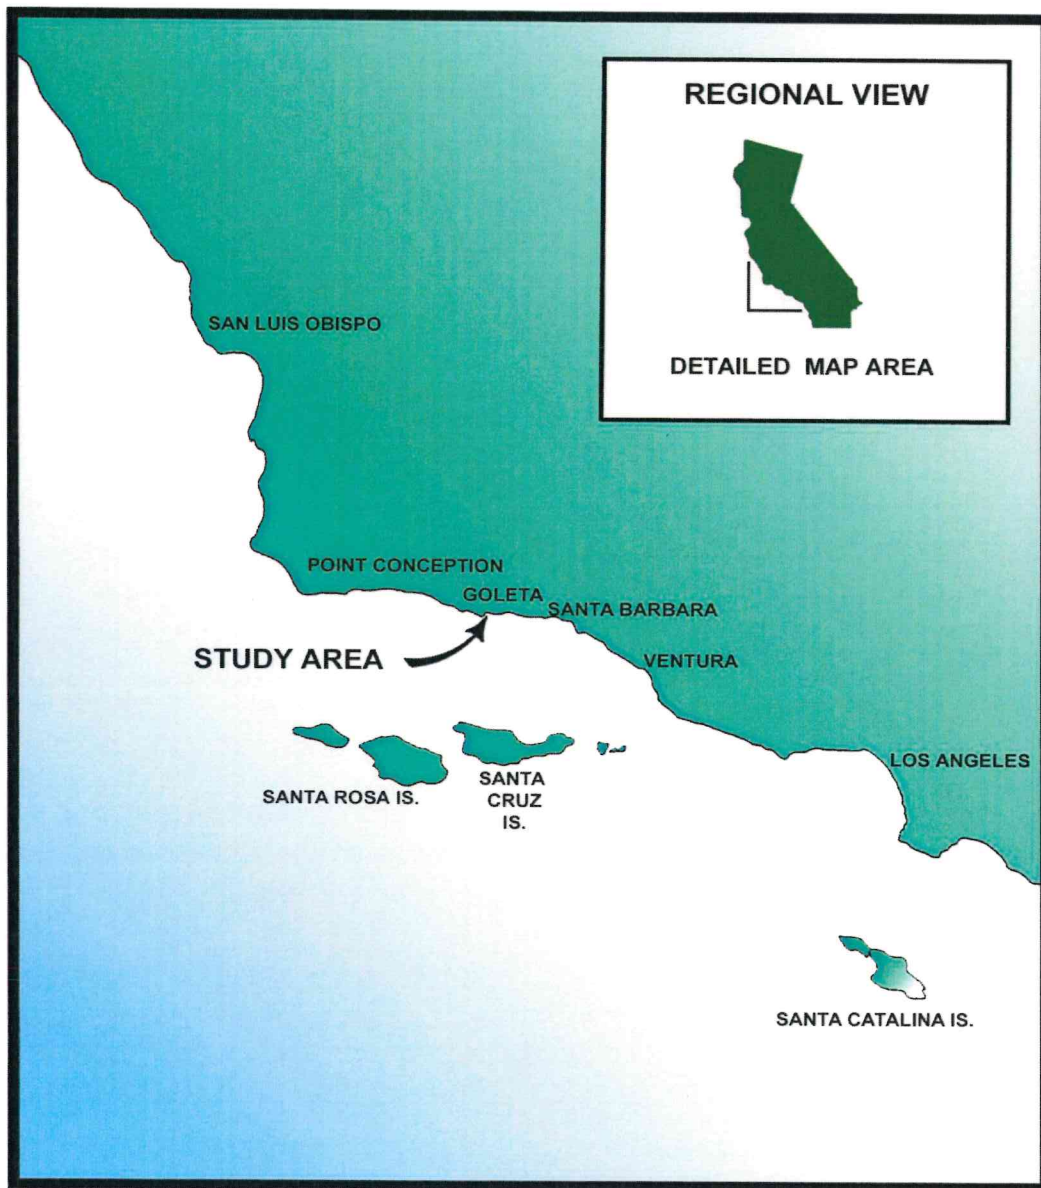 REGIONAL VIEW
DETAILED MAP AREA
SAN LUIS OBISPO
POINT CONCEPTION
GOLETA
SANTA BARBARA
STUDY AREA
VENTURA
LOS ANGELES
SANTA ROSA IS.
SANTA
CRUZ
IS.
SANTA CATALINA IS.